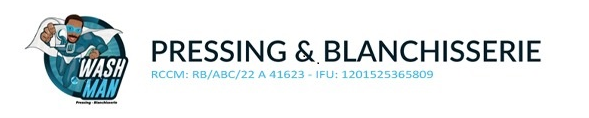 WASH
MAN
Pressing - Blanchisserie
PRESSING & BLANCHISSERIE
RCCM: RB/ABC/22 A 41623 - IFU: 1201525365809